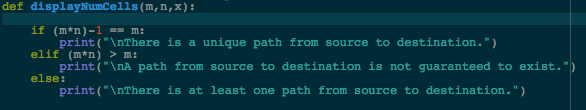 def displayNumCells(m,n,x):
    if (m*n)-1 == m:
        print("\nThere is a unique path from source to destination.")
    elif (m*n) > m:
        print("\nA path from source to destination is not guaranteed to exist.")
    else:
        print("\nThere is at least one path from source to destination.")